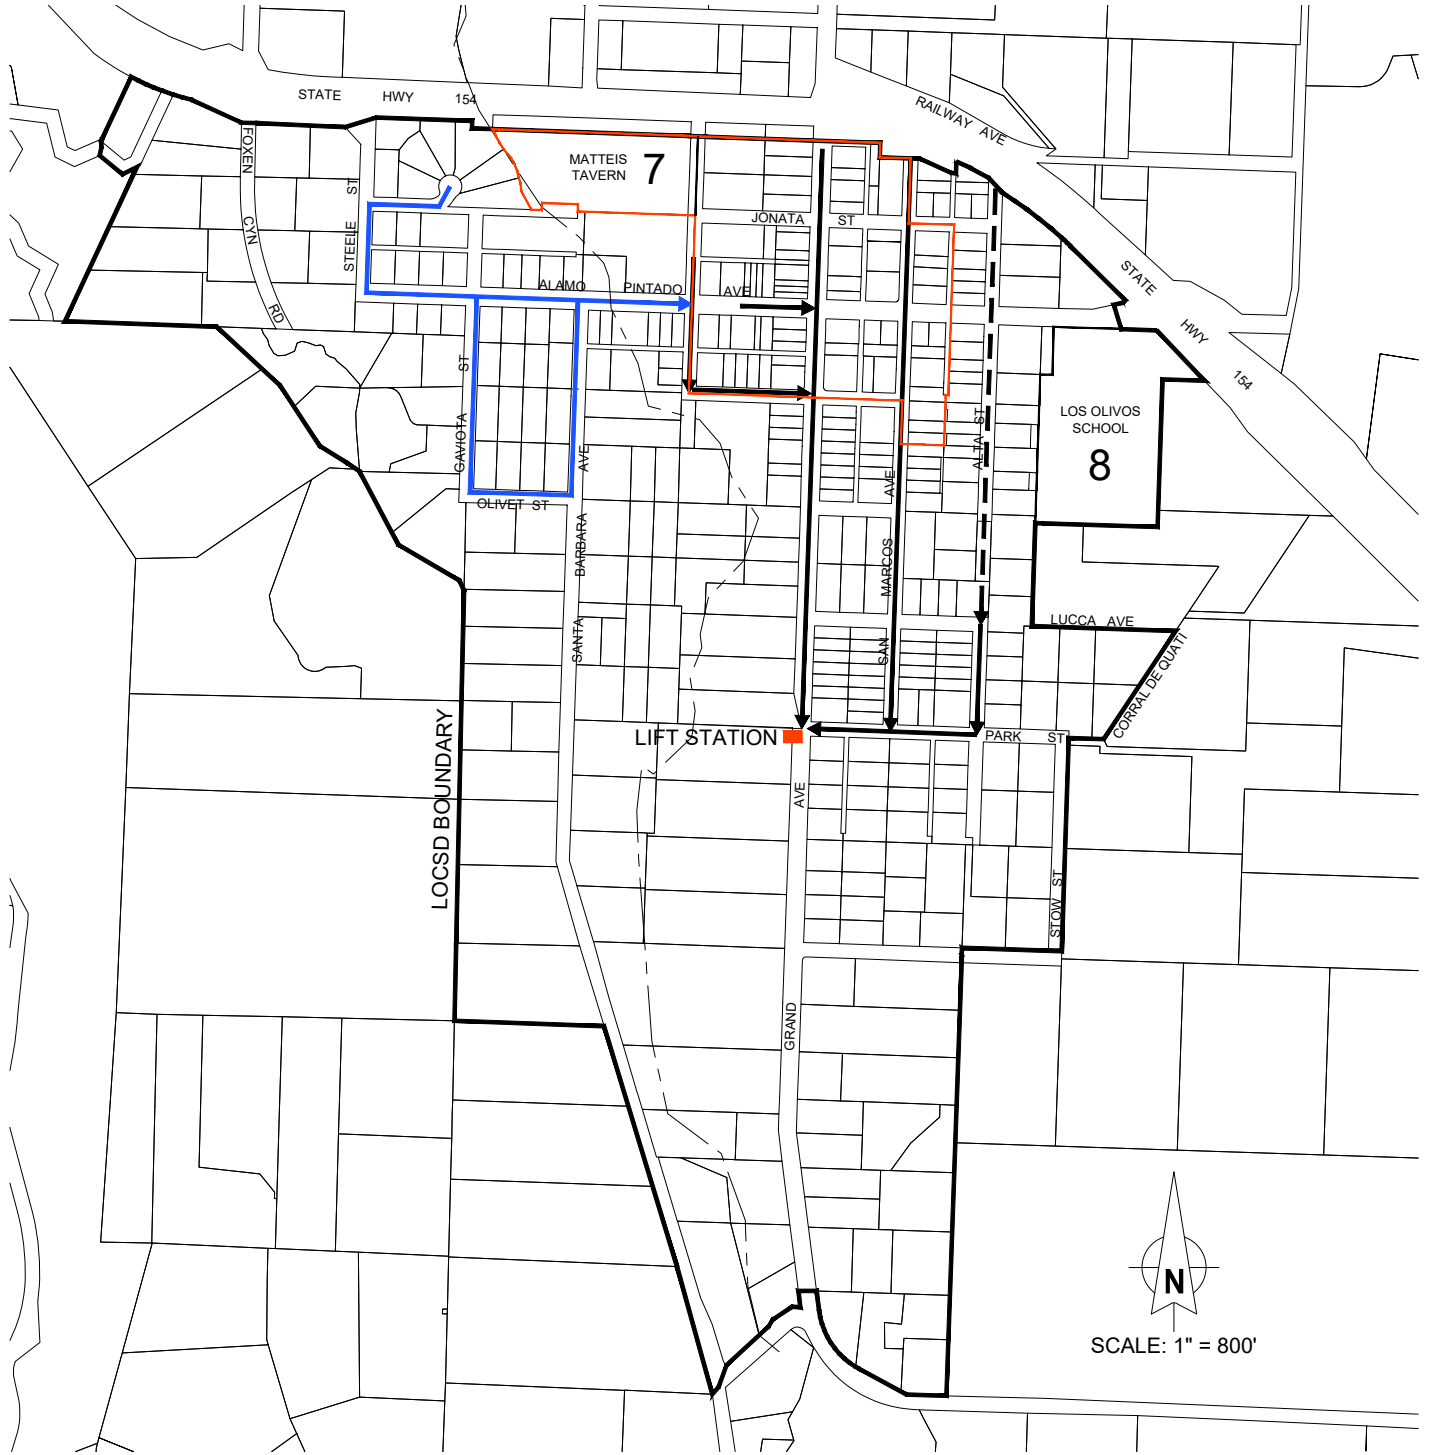 STATE HWY 154
RAILWAY AVE
FOXEN CYN RD
MATTEIS
TAVERN
7
STEELE ST
JONATA ST
STATE HWY 154
ALAMO PINTADO AVE
LOS OLIVOS
SCHOOL
8
GAVIOTA ST
ALTA ST
OLIVET ST
SANTA BARBARA AVE
SAN MARCOS AVE
LUCCA AVE
CORRAL DE QUATI
LIFT STATION
PARK ST
LOCSD BOUNDARY
STOW ST
GRAND AVE
N
SCALE: 1" = 800'